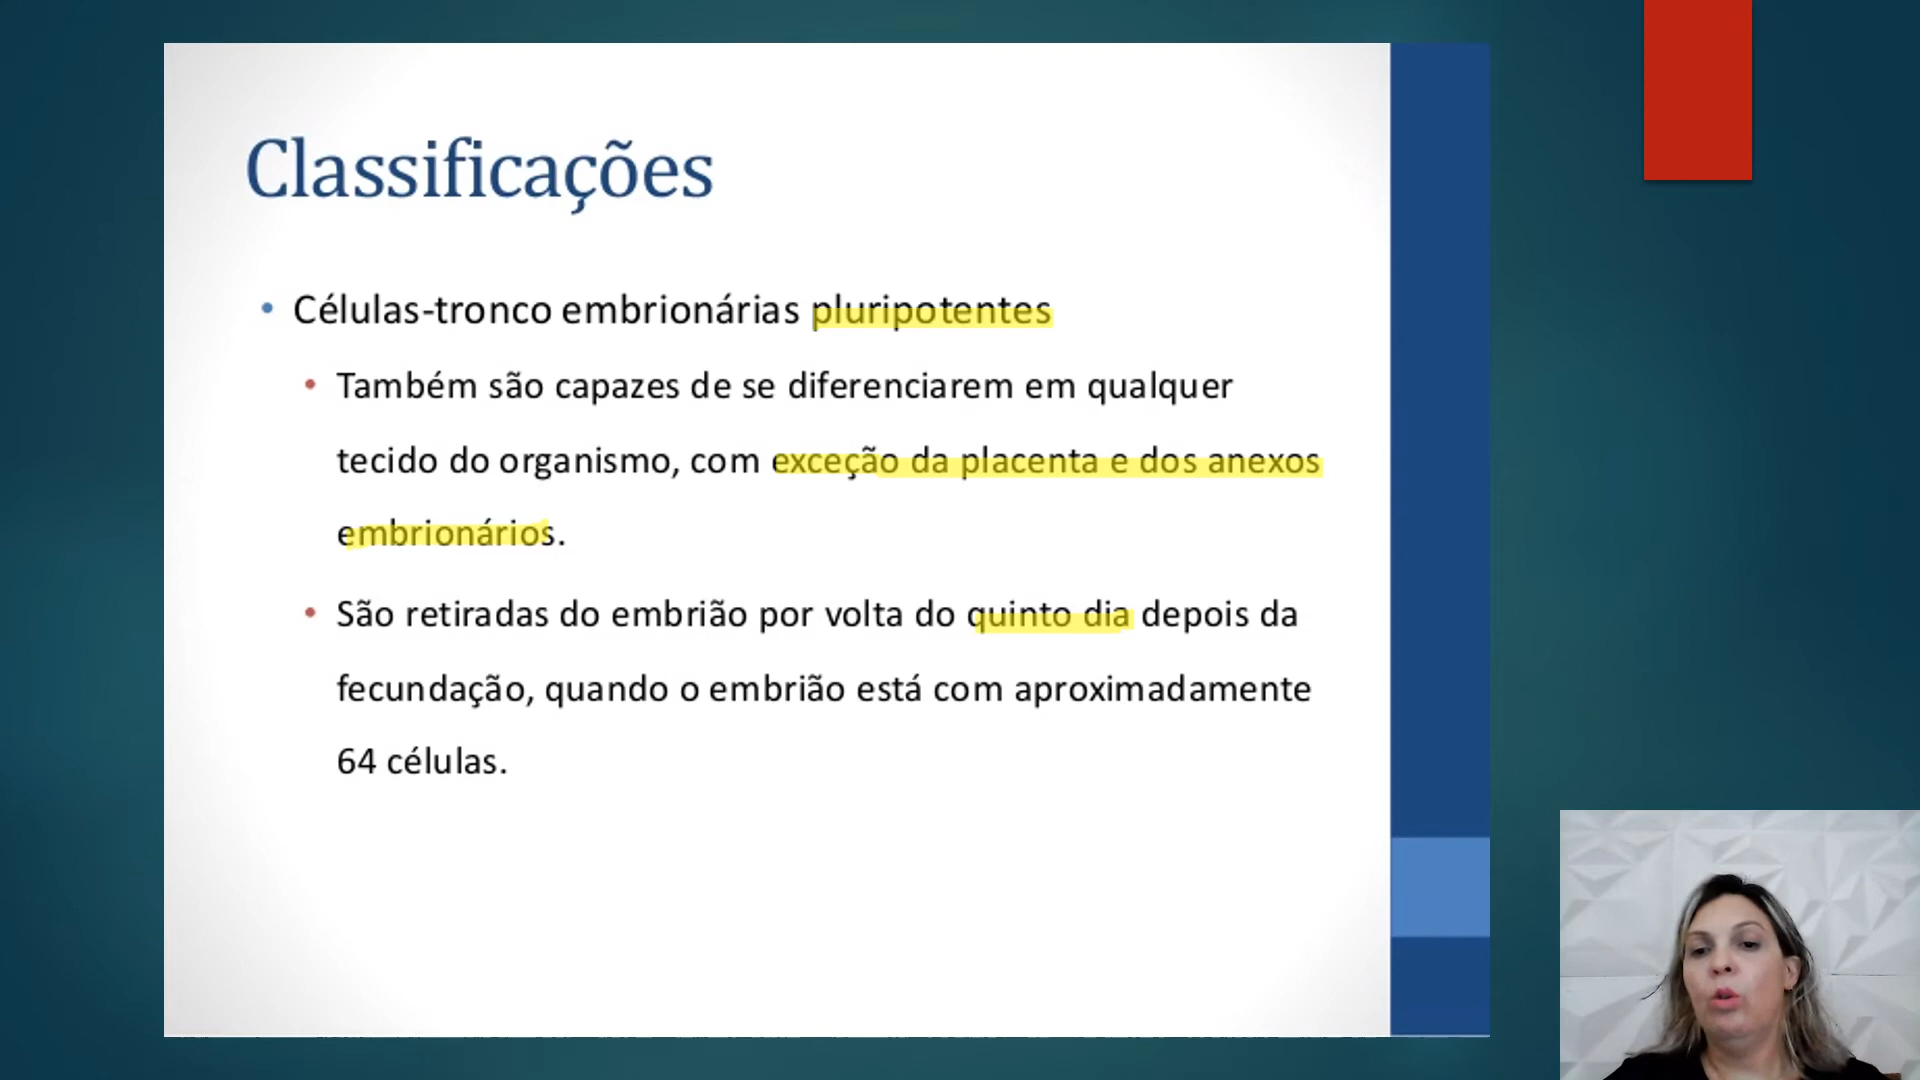 Classificações
• Células-tronco embrionárias pluripotentes
• Também são capazes de se diferenciarem em qualquer
tecido do organismo, com exceção da placenta e dos anexos
embrionários.
• São retiradas do embrião por volta do quinto dia depois da
fecundação, quando o embrião está com aproximadamente
64 células.